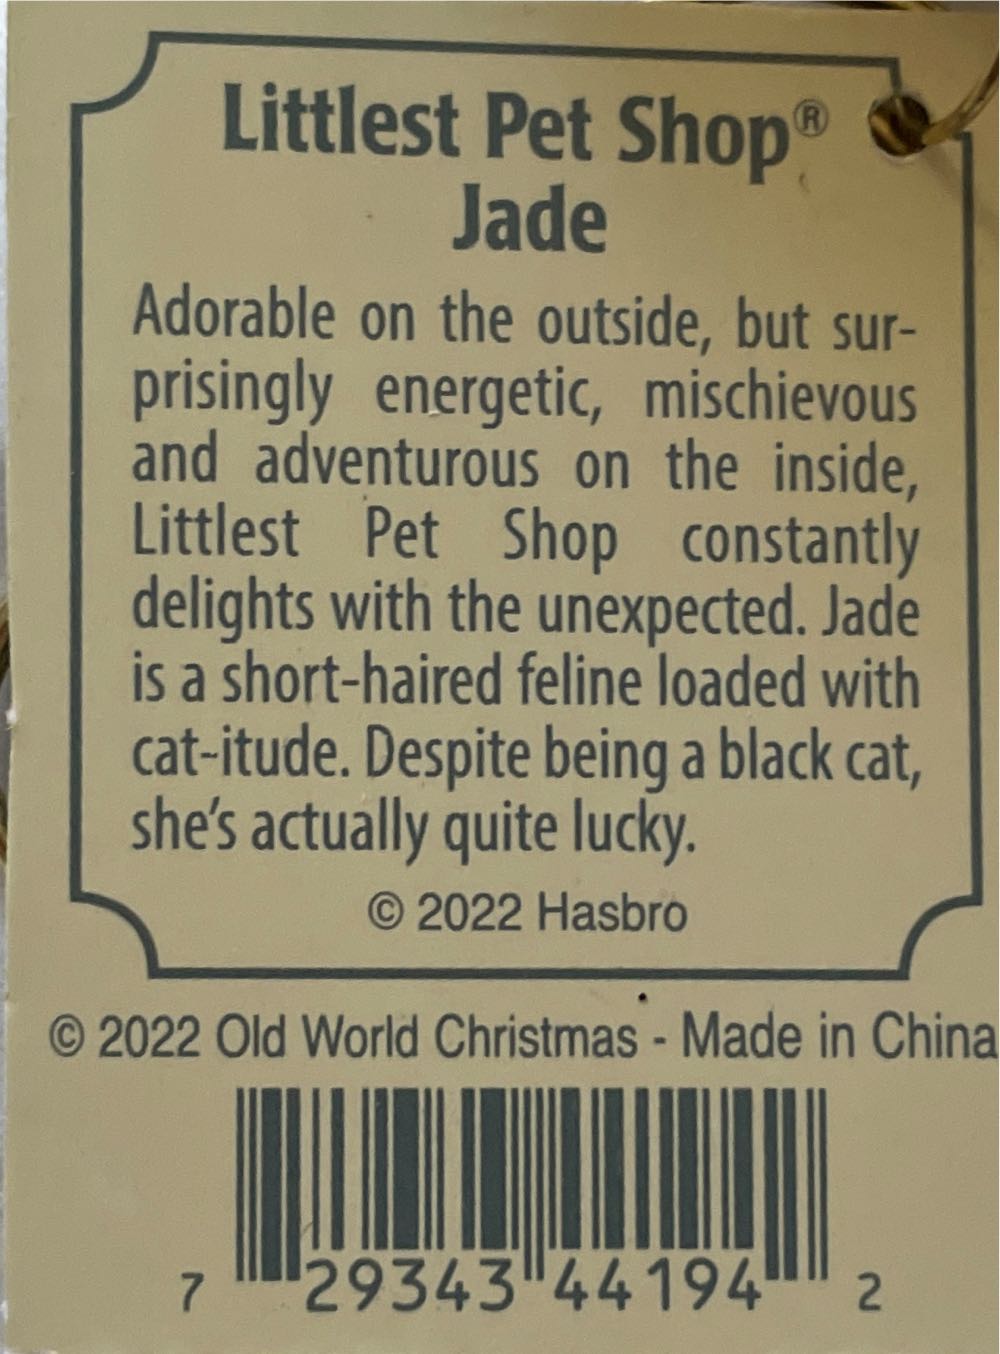 Littlest Pet Shop®
Jade
Adorable on the outside, but sur-
prisingly energetic, mischievous
and adventurous on the inside,
Littlest Pet Shop constantly
delights with the unexpected. Jade
is a short-haired feline loaded with
cat-itude. Despite being a black cat,
she's actually quite lucky.
© 2022 Hasbro
© 2022 Old World Christmas - Made in China
7 29343 44194 2